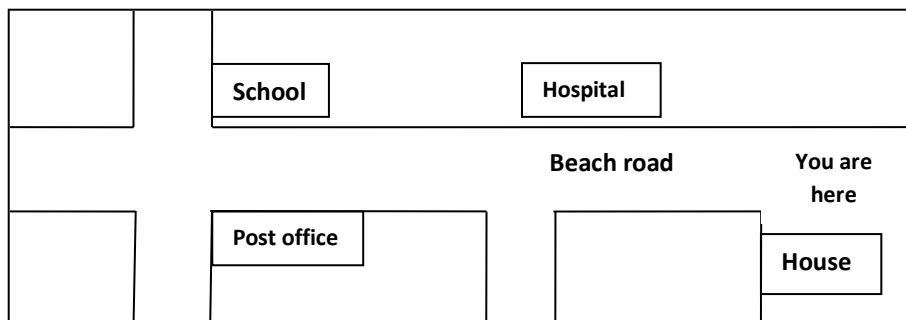 School
Hospital
Beach road
You are
here
Post office
House